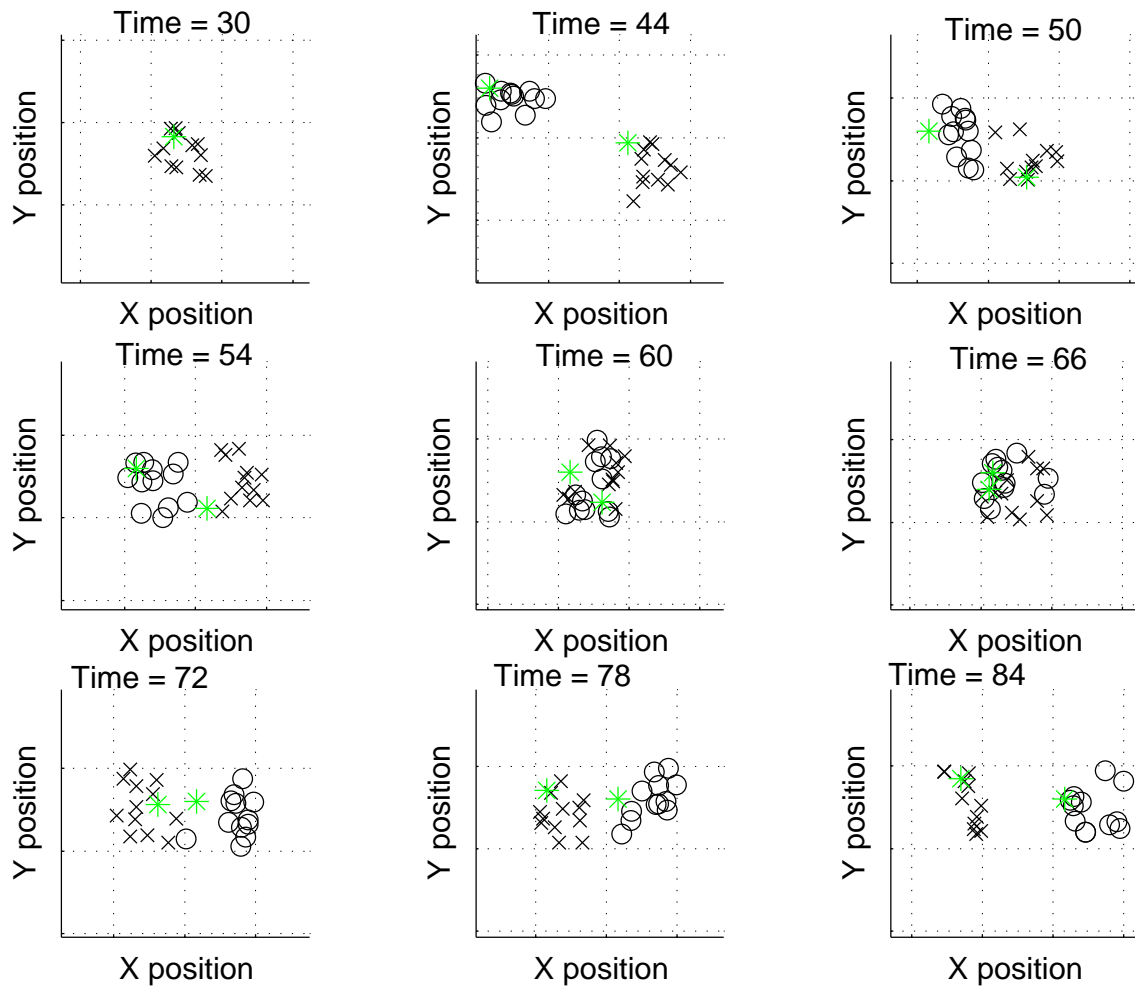 Time = 30
Time = 44
Time = 50
Y position
Y position
Y position
X position
X position
X position
Time = 54
Time = 60
Time = 66
Y position
Y position
Y position
X position
X position
X position
Time = 72
Time = 78
Time = 84
Y position
Y position
Y position
X position
X position
X position